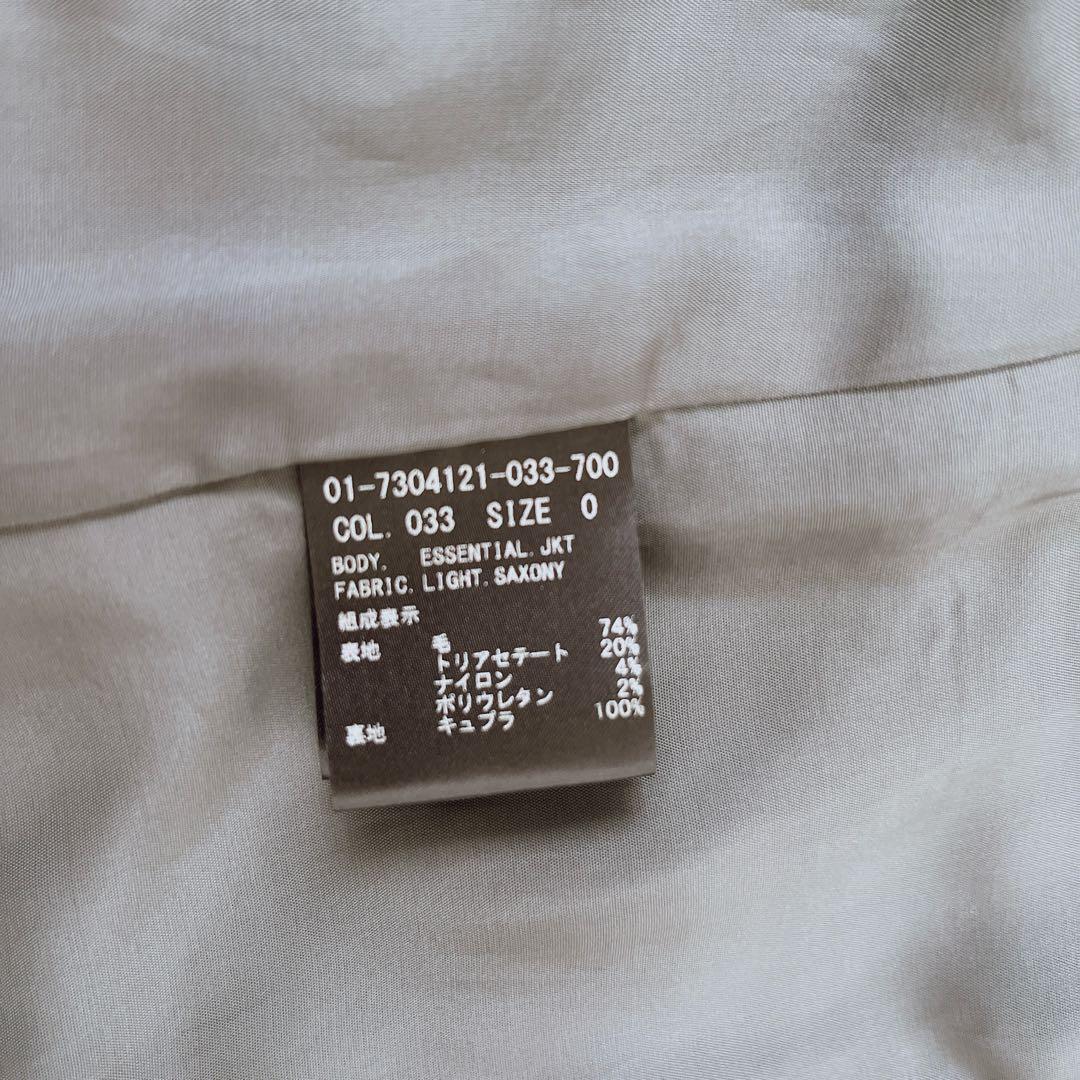 01-7304121-033-700
COL. 033 SIZE 0
BODY. ESSENTIAL.JKT
FABRIC.LIGHT.SAXONY
組成表示
表地 毛 74%
トリアセテート 20%
ナイロン 4%
ポリウレタン 2%
裏地 キュプラ 100%